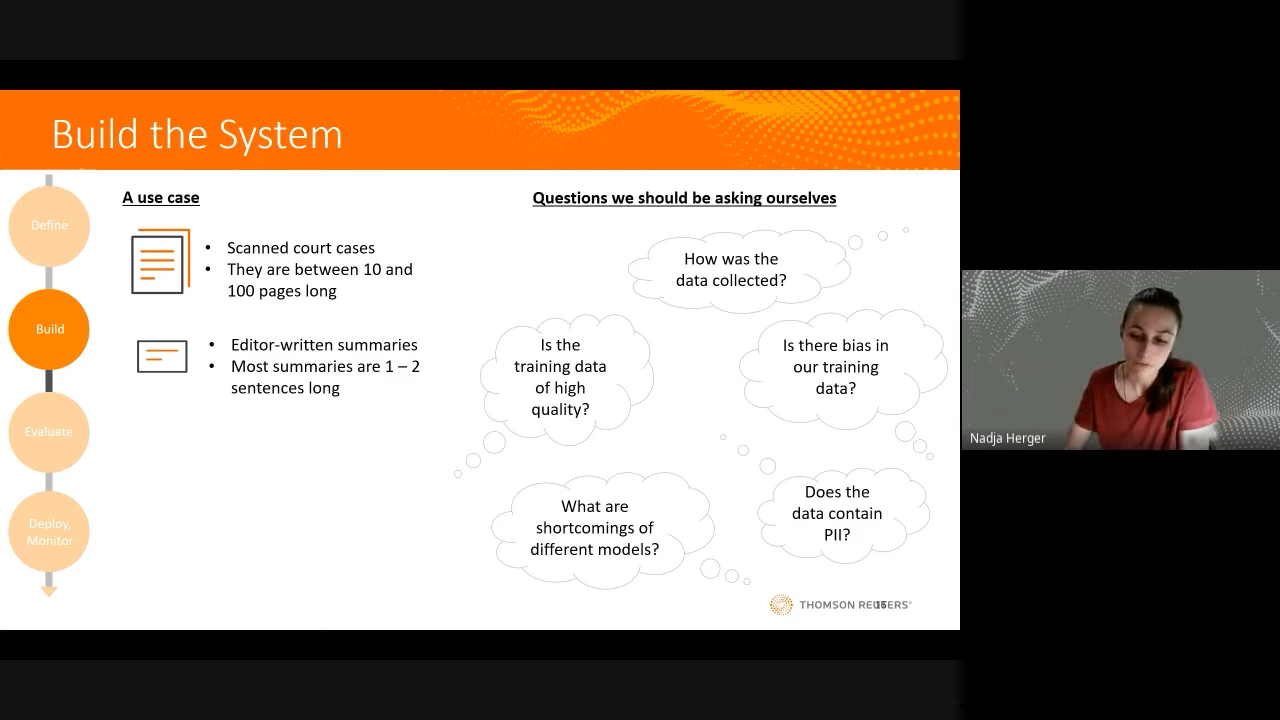 Build the System
Define
Build
Evaluate
Deploy,
Monitor
A use case
• Scanned court cases
• They are between 10 and
100 pages long
• Editor-written summaries
• Most summaries are 1 – 2
sentences long
Questions we should be asking ourselves
How was the
data collected?
Is the
training data
of high
quality?
Is there bias in
our training
data?
What are
shortcomings of
different models?
Does the
data contain
PII?
THOMSON REUTERS®
Nadja Herger